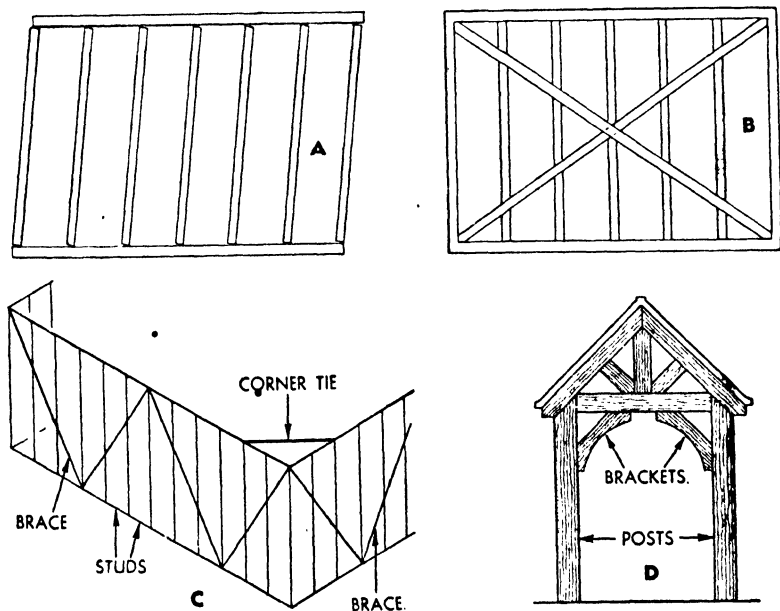 A
B
CORNER TIE
BRACE
STUDS
C
BRACE.
BRACKETS.
POSTS
D